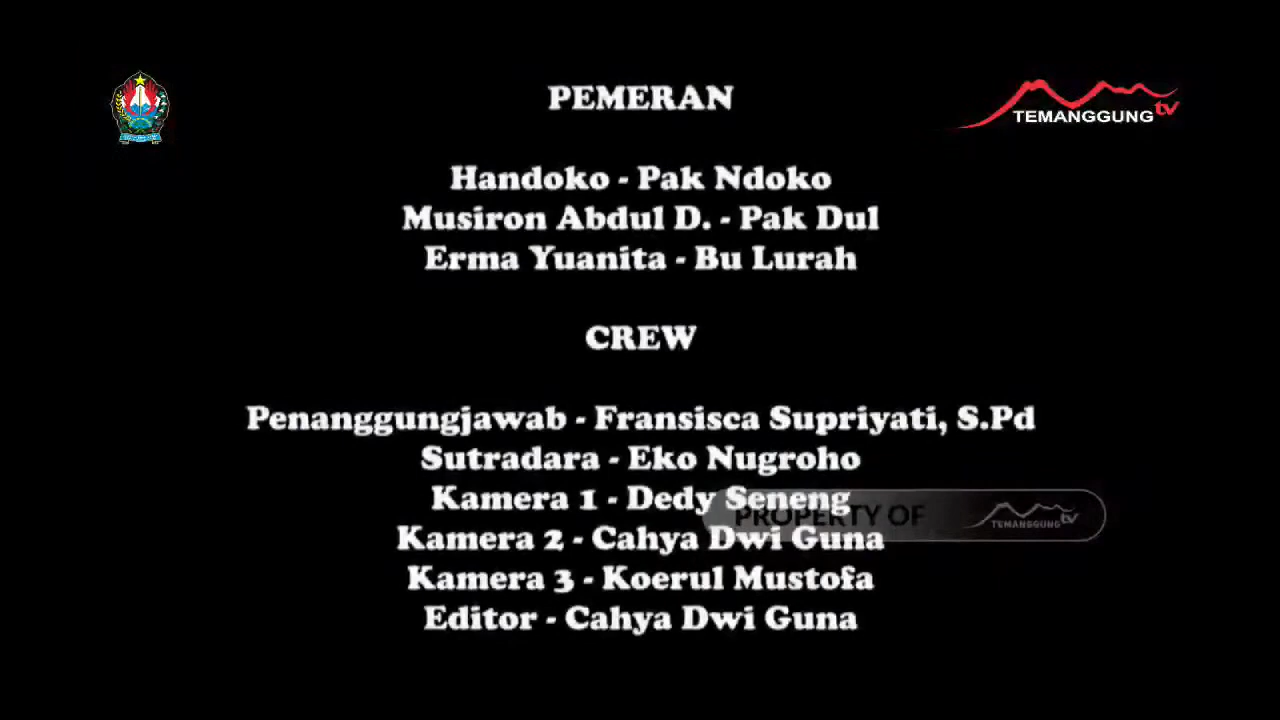 PEMERAN
TEMANGGUNG tv
Handoko - Pak Ndoko
Musiron Abdul D. - Pak Dul
Erma Yuanita - Bu Lurah
CREW
Penanggungjawab - Fransisca Supriyati, S.Pd
Sutradara - Eko Nugroho
Kamera 1 - Dedy Seneng
PROPERTY OF TEMANGGUNG tv
Kamera 2 - Cahya Dwi Guna
Kamera 3 - Koerul Mustofa
Editor - Cahya Dwi Guna